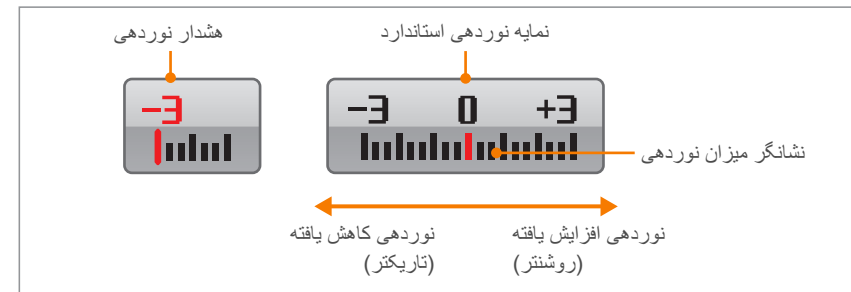 نمایه نوردهی استاندارد
هشدار نوردهی
-3 0 +3
-3
نشانگر میزان نوردهی
نوردهی افزایش یافته
(روشنتر)
نوردهی کاهش یافته
(تاریکتر)